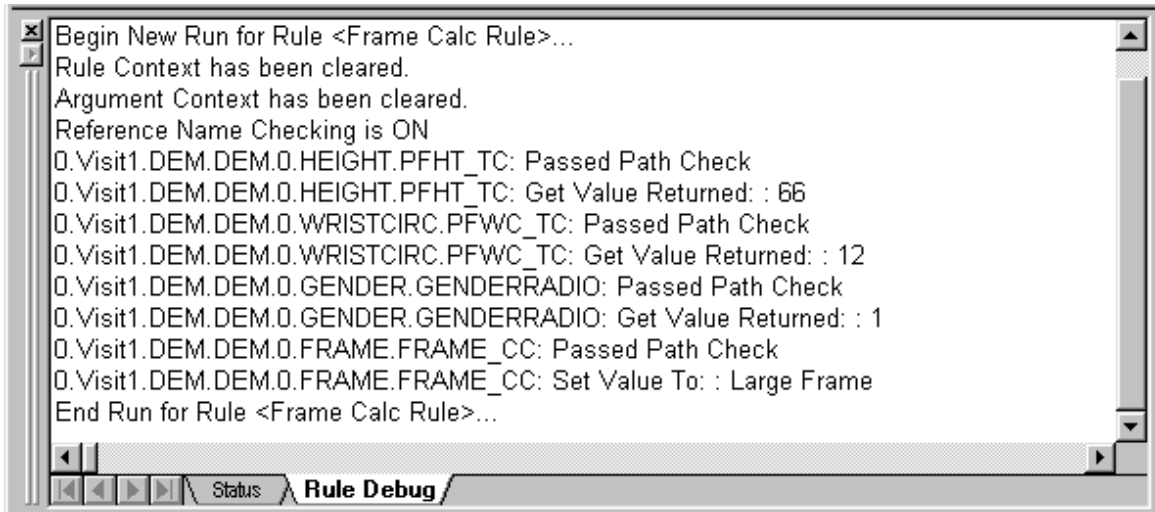 Begin New Run for Rule <Frame Calc Rule>...
Rule Context has been cleared.
Argument Context has been cleared.
Reference Name Checking is ON
0.Visit1.DEM.DEM.0.HEIGHT.PFHT_TC: Passed Path Check
0.Visit1.DEM.DEM.0.HEIGHT.PFHT_TC: Get Value Returned: : 66
0.Visit1.DEM.DEM.0.WRISTCIRC.PFWC_TC: Passed Path Check
0.Visit1.DEM.DEM.0.WRISTCIRC.PFWC_TC: Get Value Returned: : 12
0.Visit1.DEM.DEM.0.GENDER.GENDERRADIO: Passed Path Check
0.Visit1.DEM.DEM.0.GENDER.GENDERRADIO: Get Value Returned: : 1
0.Visit1.DEM.DEM.0.FRAME.FRAME_CC: Passed Path Check
0.Visit1.DEM.DEM.0.FRAME.FRAME_CC: Set Value To: : Large Frame
End Run for Rule <Frame Calc Rule>...
Status Rule Debug